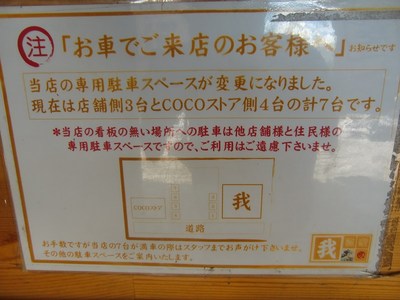 注 「お車でご来店のお客様へ」お知らせです
当店の専用駐車スペースが変更になりました。
現在は店舗側3台とCOCOストア側4台の計7台です。
*当店の看板の無い場所への駐車は他店舗様と住民様の
専用駐車スペースですので、ご利用はご遠慮下さいませ。
COCOストア
我
道路
お手数ですが当店の7台が満車の際はスタッフまでお声がけ下さいませ。
その他の駐車スペースをご案内いたします。
我